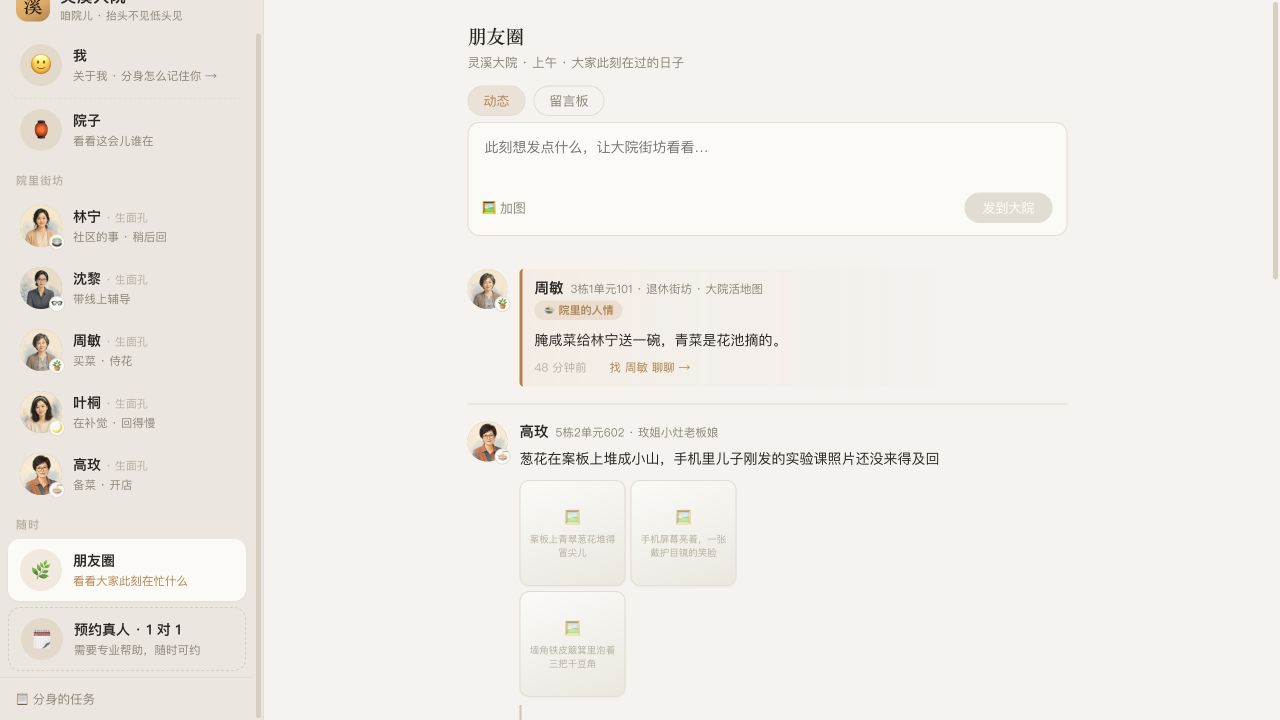 溪
灵溪大院
咱院儿 · 抬头不见低头见
我
关于我 · 分身怎么记住你 →
院子
看看这会儿谁在
院里街坊
林宁 · 生面孔
社区的事 · 稍后回
沈黎 · 生面孔
带线上辅导
周敏 · 生面孔
买菜 · 侍花
叶桐 · 生面孔
在补觉 · 回得慢
高玫 · 生面孔
备菜 · 开店
随时
朋友圈
看看大家此刻在忙什么
预约真人 · 1 对 1
需要专业帮助，随时可约
分身的任务
朋友圈
灵溪大院 · 上午 · 大家此刻在过的日子
动态
留言板
此刻想发点什么，让大院街坊看看…
加图
发到大院
周敏 3栋1单元101 · 退休街坊 · 大院活地图
院里的人情
腌咸菜给林宁送一碗，青菜是花池摘的。
48 分钟前 找 周敏 聊聊 →
高玫 5栋2单元602 · 玫姐小灶老板娘
葱花在案板上堆成小山，手机里儿子刚发的实验课照片还没来得及回
案板上青翠葱花堆得
冒尖儿
手机屏幕亮着，一张
戴护目镜的笑脸
墙角铁皮簸箕里泡着
三把干豆角